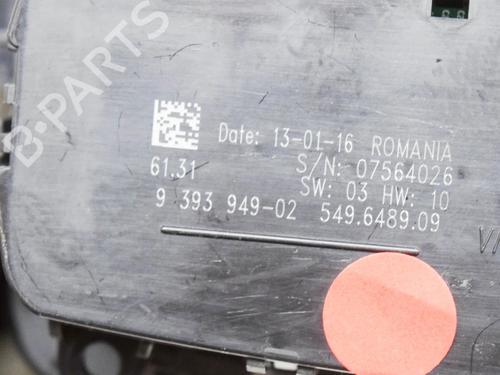 B-PARTS
Date: 13-01-16 ROMANIA
S/N: 07564026
61.31
SW: 03 HW: 10
9 393 949-02 549.6489.09